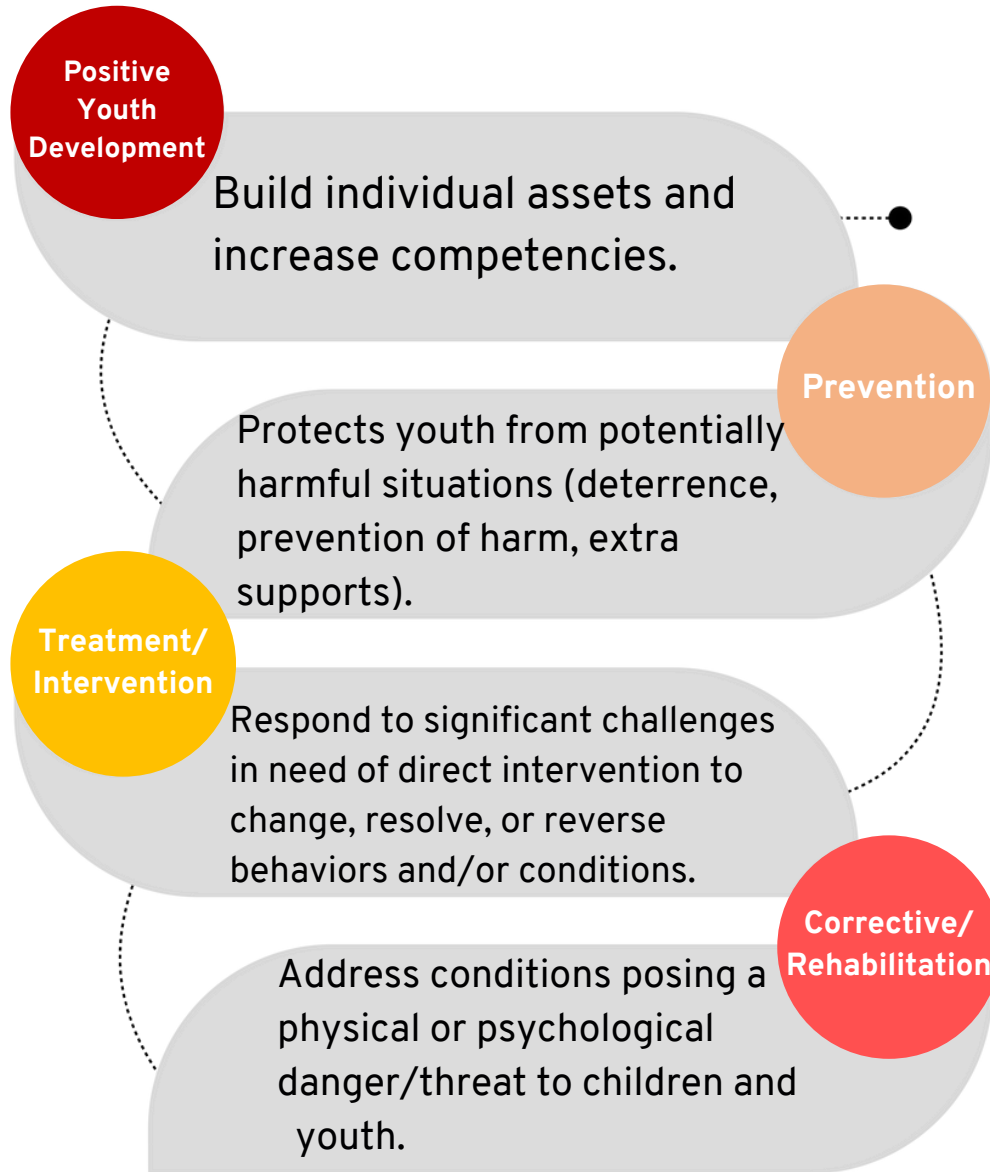 Positive
Youth
Development
Build individual assets and
increase competencies.
Prevention
Protects youth from potentially
harmful situations (deterrence,
prevention of harm, extra
supports).
Treatment/
Intervention
Respond to significant challenges
in need of direct intervention to
change, resolve, or reverse
behaviors and/or conditions.
Corrective/
Rehabilitation
Address conditions posing a
physical or psychological
danger/threat to children and
youth.